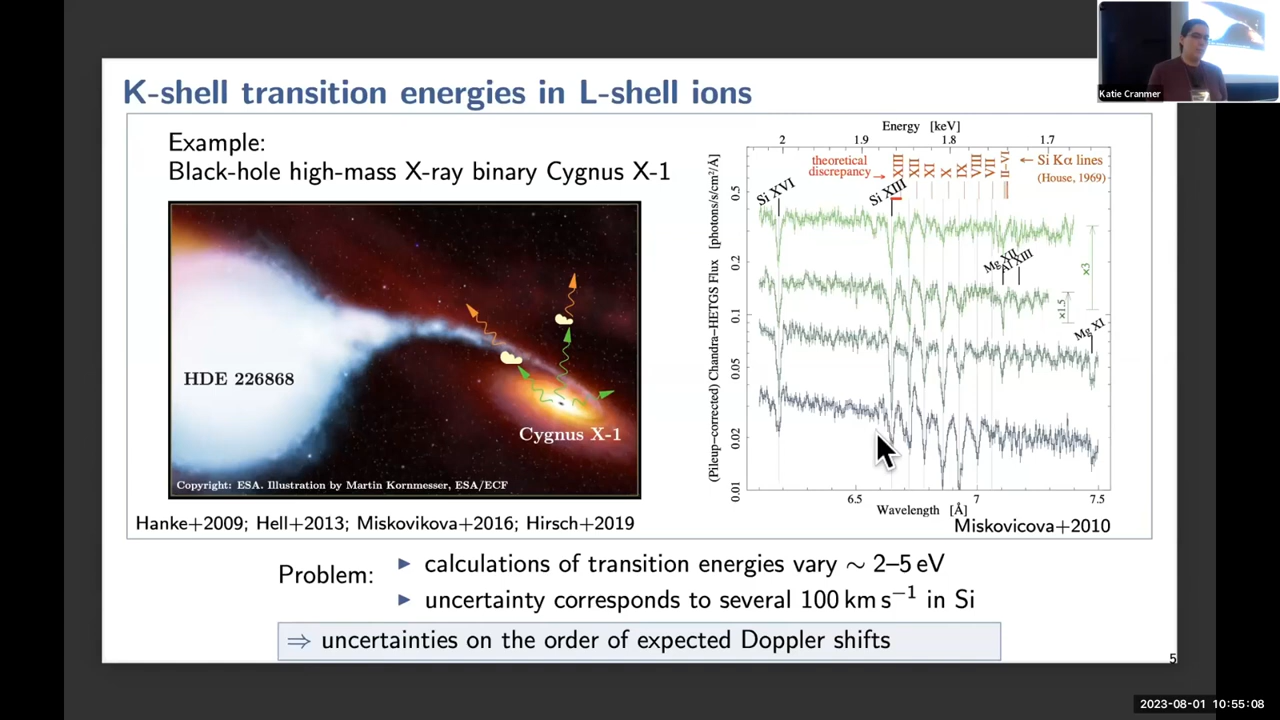 Katie Cranmer
K-shell transition energies in L-shell ions
Example:
Black-hole high-mass X-ray binary Cygnus X-1
HDE 226868
Cygnus X-1
Copyright: ESA. Illustration by Martin Kornmesser, ESA/ECF
Hanke+2009; Hell+2013; Miskovikova+2016; Hirsch+2019
Energy [keV]
2 1.9 1.8 1.7
theoretical
discrepancy →
XIII XII XI X IX VIII VII II–VI
← Si Kα lines
(House, 1969)
Si XVI
Si XIII
Mg XII
Al XIII
Mg XI
×3
×1.5
(Pileup−corrected) Chandra−HETGS Flux [photons/s/cm²/Å]
0.5
0.2
0.1
0.05
0.02
0.01
6.5 7 7.5
Wavelength [Å]
Miskovicova+2010
Problem:
▶ calculations of transition energies vary ∼ 2–5 eV
▶ uncertainty corresponds to several 100 km s⁻¹ in Si
⇒ uncertainties on the order of expected Doppler shifts
5
2023-08-01 10:55:08